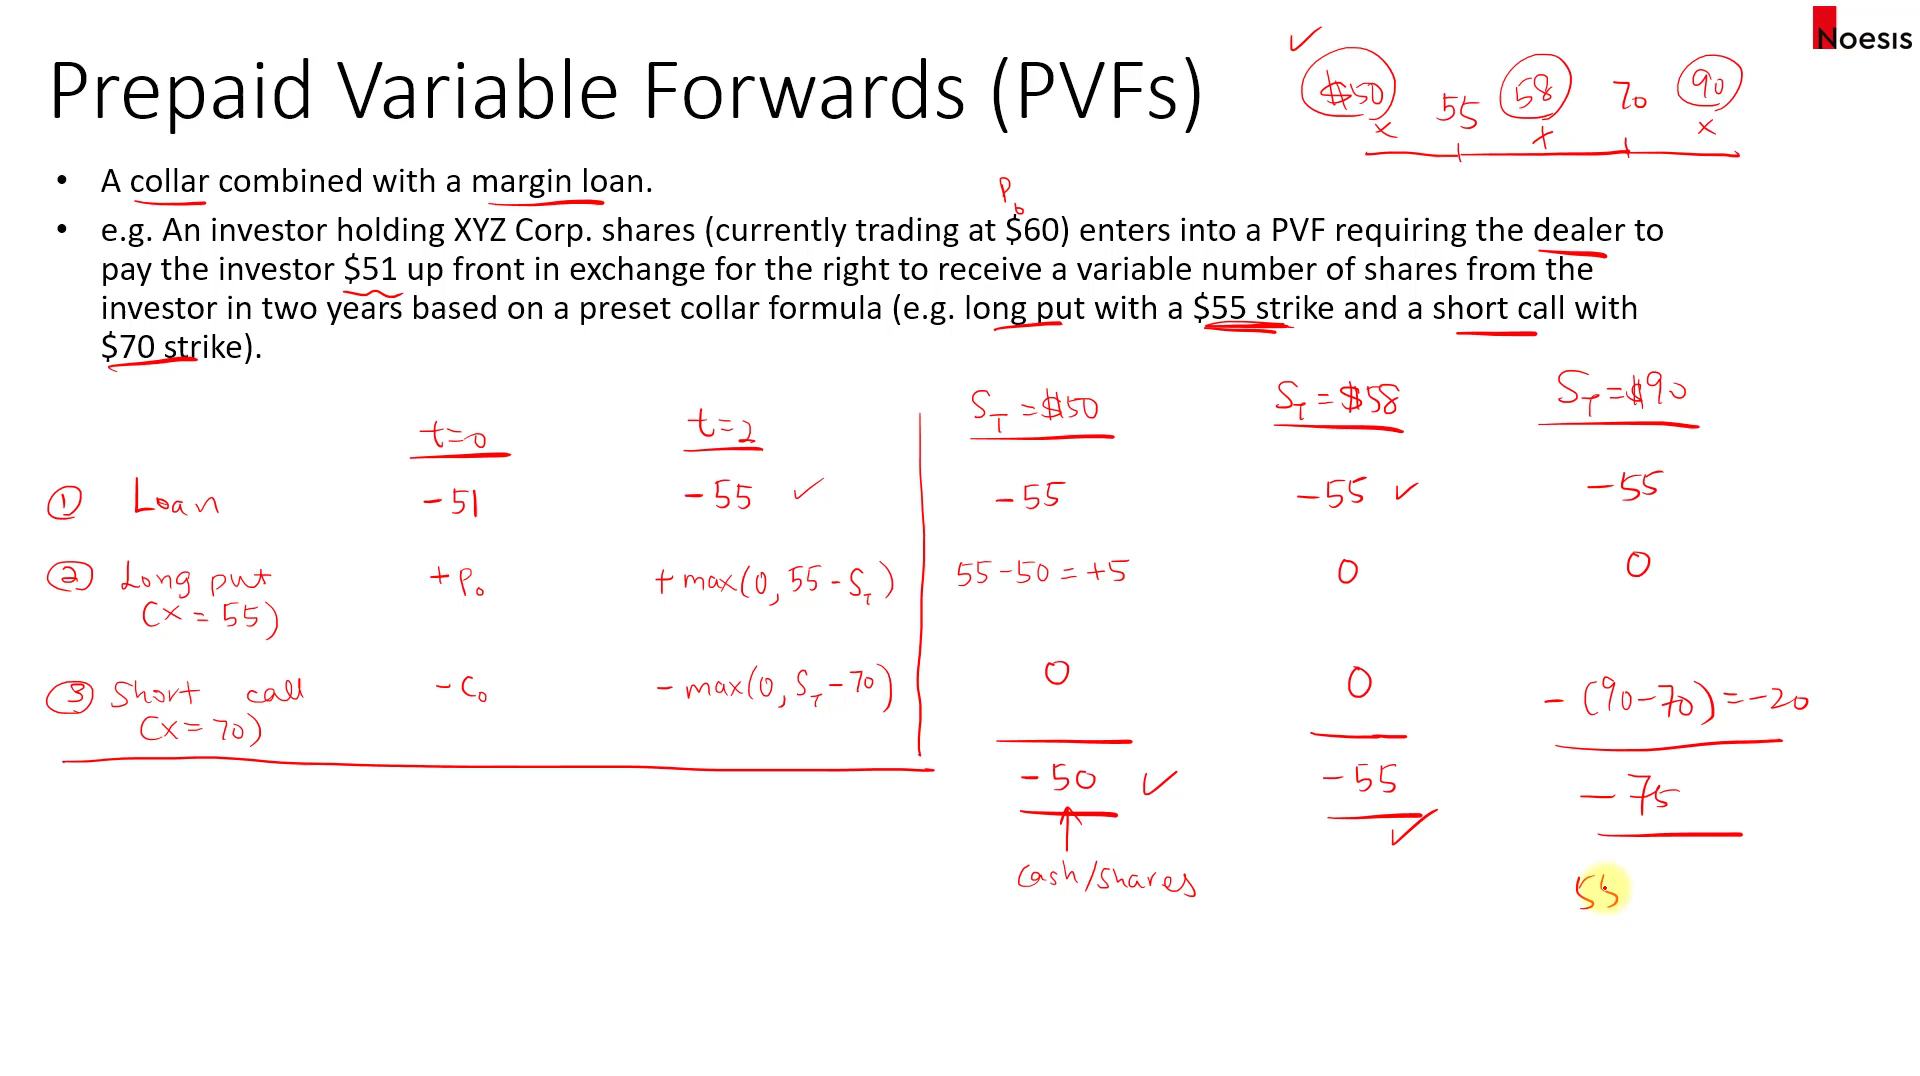 Noesis
Prepaid Variable Forwards (PVFs)
$50 55 58 70 90
x x x
• A collar combined with a margin loan.
P₀
• e.g. An investor holding XYZ Corp. shares (currently trading at $60) enters into a PVF requiring the dealer to
pay the investor $51 up front in exchange for the right to receive a variable number of shares from the
investor in two years based on a preset collar formula (e.g. long put with a $55 strike and a short call with
$70 strike).
t=0 t=2 S_T = $50 S_T = $58 S_T = $90
① Loan -51 -55 ✓ -55 -55 ✓ -55
② Long put +P₀ + max(0, 55 - S_T) 55-50 = +5 0 0
(X = 55)
③ Short call -C₀ - max(0, S_T - 70) 0 0 - (90-70) = -20
(X = 70)
-50 ✓ -55 ✓ -75
cash/shares
55